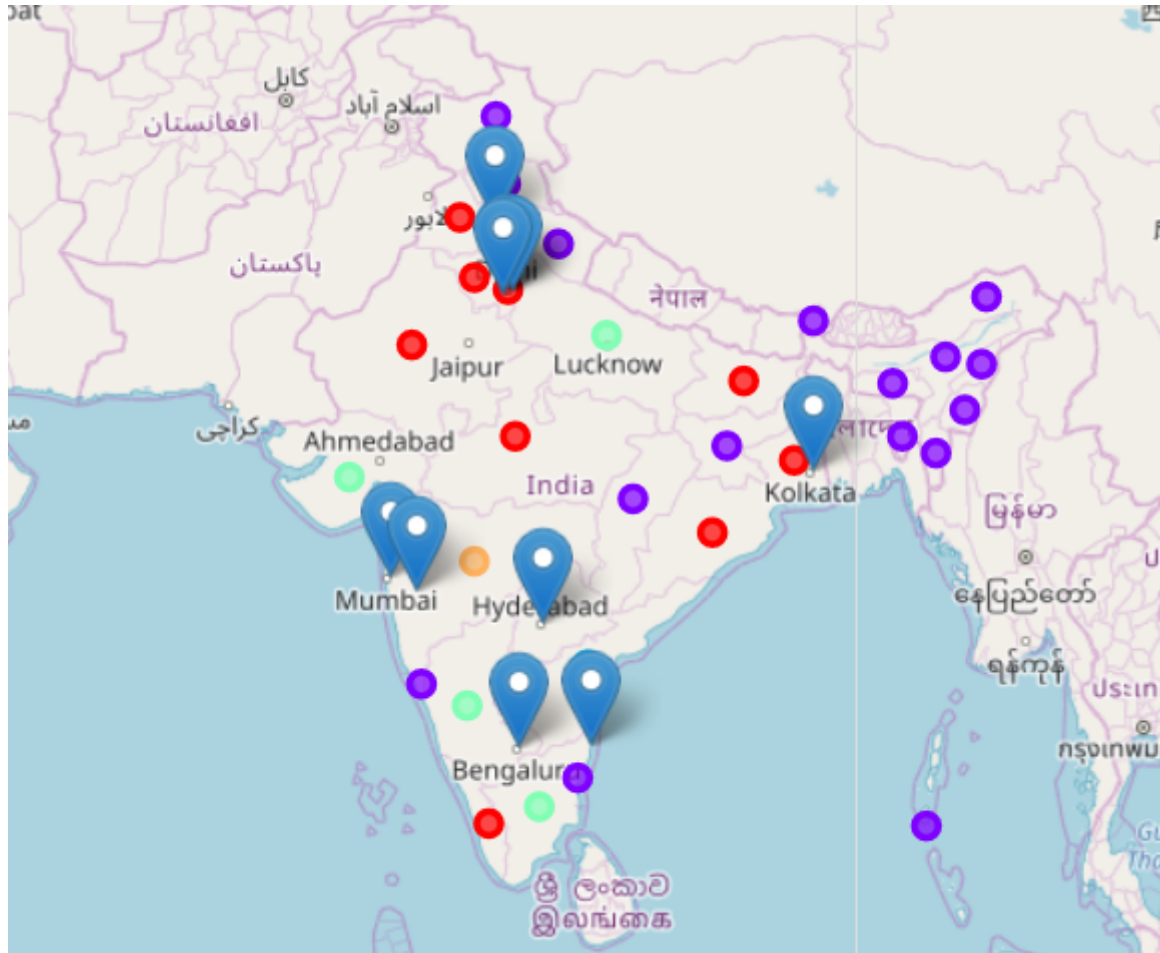 کابل
افغانستان
اسلام آباد
لاہور
پاکستان
नेपाल
Jaipur
Lucknow
کراچی
Ahmedabad
India
Kolkata
မြန်မာ
နေပြည်တော်
Mumbai
ရန်ကုန်
Bengaluru
ශ්‍රී ලංකාව
இலங்கை